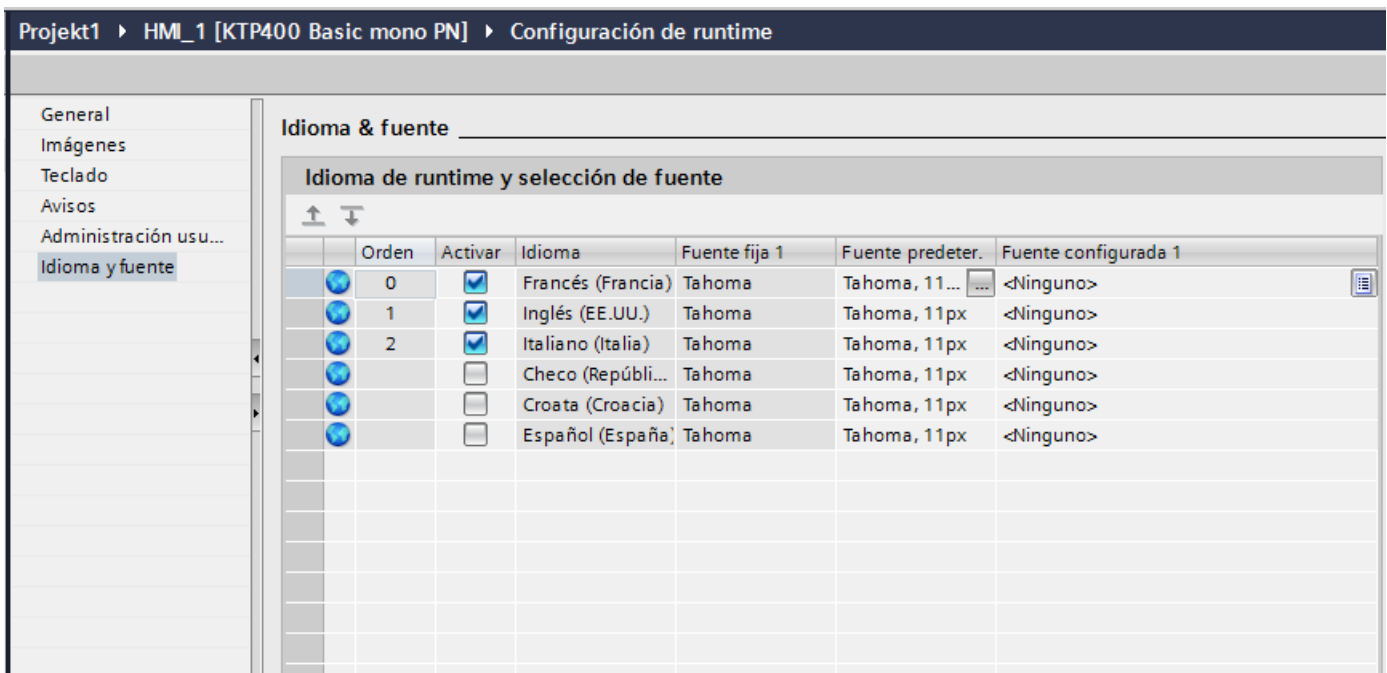 Projekt1 HMI_1 [KTP400 Basic mono PN] Configuración de runtime
General
Imágenes
Teclado
Avisos
Administración usu...
Idioma y fuente
Idioma & fuente
Idioma de runtime y selección de fuente
Orden Activar Idioma Fuente fija 1 Fuente predeter. Fuente configurada 1
0 Francés (Francia) Tahoma Tahoma, 11... ... <Ninguno>
1 Inglés (EE.UU.) Tahoma Tahoma, 11px <Ninguno>
2 Italiano (Italia) Tahoma Tahoma, 11px <Ninguno>
Checo (Repúbli... Tahoma Tahoma, 11px <Ninguno>
Croata (Croacia) Tahoma Tahoma, 11px <Ninguno>
Español (España) Tahoma Tahoma, 11px <Ninguno>